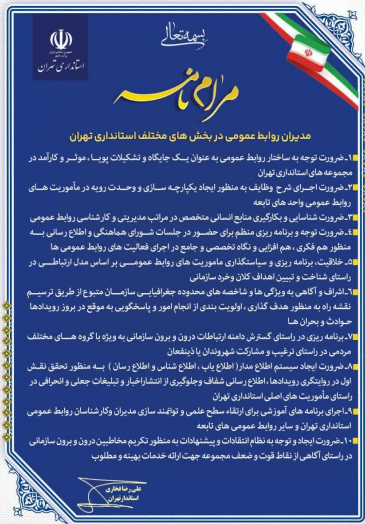 بسمه تعالی
استانداری تهران
مرام نامه
مدیران روابط عمومی در بخش های مختلف استانداری تهران
۱-ضرورت توجه به ساختار روابط عمومی به عنوان یک جایگاه و تشکیلات پویا، موثر و کارآمد در
مجموعه های استانداری تهران
۲-ضرورت اجرای شرح وظایف به منظور ایجاد یکپارچه سازی و وحدت رویه در مأموریت های
روابط عمومی واحد های تابعه
۳-ضرورت شناسایی و بکارگیری منابع انسانی متخصص در مراتب مدیریتی و کارشناسی روابط عمومی
۴-ضرورت توجه و برنامه ریزی منظم برای حضور در جلسات شورای هماهنگی و اطلاع رسانی به
منظور هم فکری، هم افزایی و نگاه تخصصی و جامع در اجرای فعالیت های روابط عمومی ها
۵-خلاقیت، برنامه ریزی و سیاستگذاری ماموریت های روابط عمومی بر اساس مدل ارتباطی در
راستای شناخت و تبیین اهداف کلان وخرد سازمانی
۶-اشراف و آگاهی به ویژگی ها و شاخصه های محدوده جغرافیایی سازمان متبوع از طریق ترسیم
نقشه راه به منظور هدف گذاری، اولویت بندی از انجام امور و پاسخگویی به موقع در بروز رویدادها
حوادث و بحران ها
۷-برنامه ریزی در راستای گسترش دامنه ارتباطات درون و برون سازمانی به ویژه با گروه های مختلف
مردمی در راستای ترغیب و مشارکت شهروندان یا ذینفعان
۸-ضرورت ایجاد سیستم اطلاع مدار( اطلاع یاب ، اطلاع شناس و اطلاع رسان ) به منظور تحقق نقش
اول در روایتگری رویدادها، اطلاع رسانی شفاف وجلوگیری از انتشاراخبار و تبلیغات جعلی و انحرافی در
راستای مأموریت های اصلی استانداری تهران
۹-اجرای برنامه های آموزشی برای ارتقاء سطح علمی و توانمند سازی مدیران وکارشناسان روابط عمومی
استانداری تهران و سایر روابط عمومی های تابعه
۱۰-ضرورت ایجاد و توجه به نظام انتقادات و پیشنهادات به منظور تکریم مخاطبین درون و برون سازمانی
در راستای آگاهی از نقاط قوت و ضعف مجموعه جهت ارائه خدمات بهینه و مطلوب
علی رضا فخاری
استاندار تهران